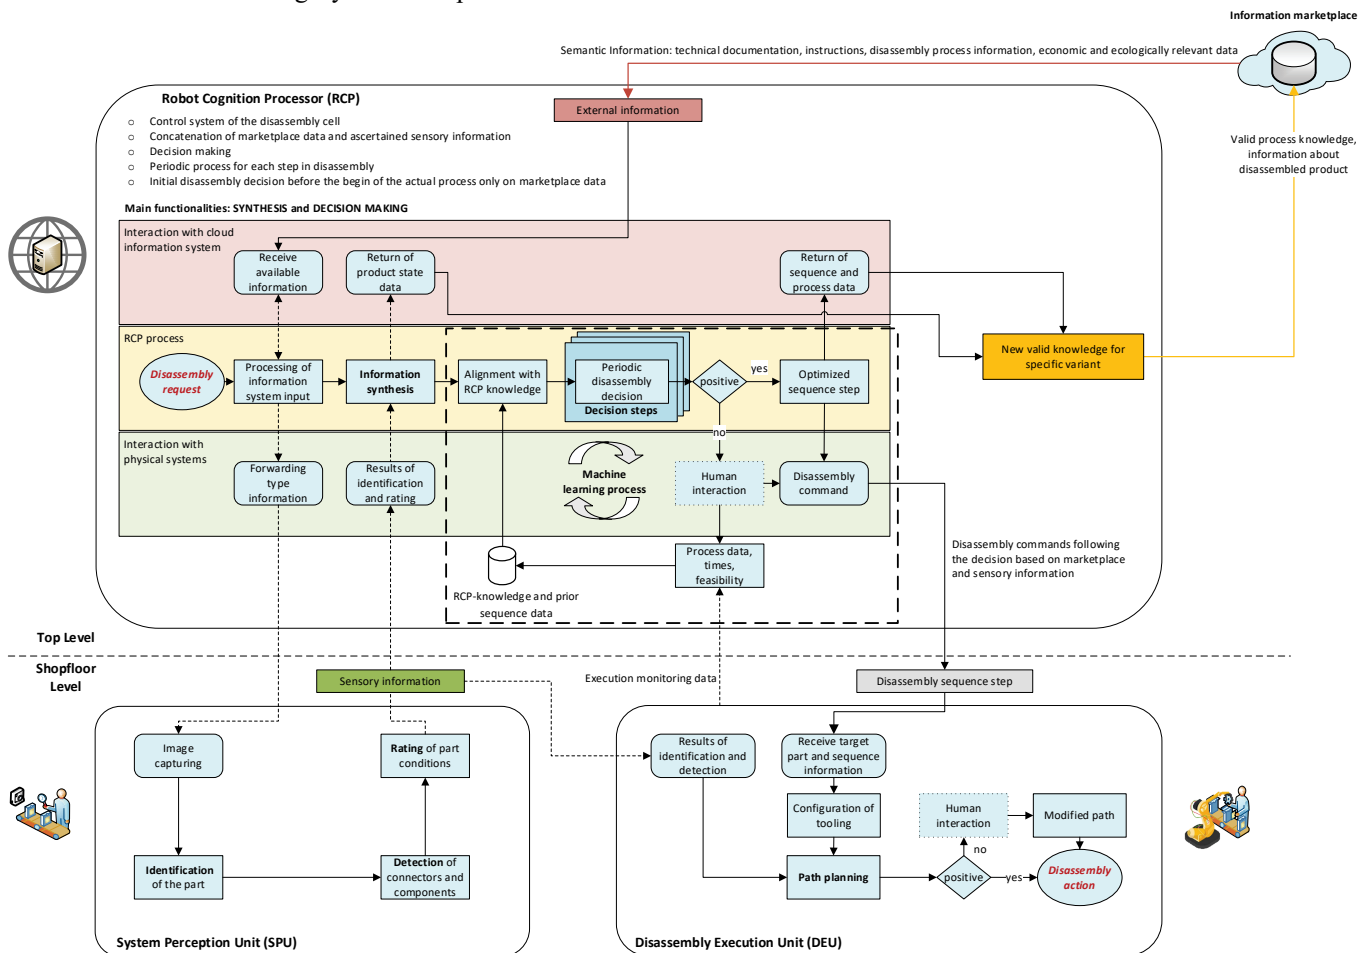 Information marketplace
Semantic Information: technical documentation, instructions, disassembly process information, economic and ecologically relevant data
Robot Cognition Processor (RCP)
External information
o Control system of the disassembly cell
o Concatenation of marketplace data and ascertained sensory information
o Decision making
o Periodic process for each step in disassembly
o Initial disassembly decision before the begin of the actual process only on marketplace data
Valid process knowledge,
information about
disassembled product
Main functionalities: SYNTHESIS and DECISION MAKING
Interaction with cloud
information system
Receive
available
information
Return of
product state
data
Return of
sequence and
process data
RCP process
Disassembly
request
Processing of
information
system input
Information
synthesis
Alignment with
RCP knowledge
Periodic
disassembly
decision
Decision steps
positive
yes
no
Optimized
sequence step
New valid knowledge for
specific variant
Interaction with
physical systems
Forwarding
type
information
Results of
identification
and rating
Machine
learning process
Human
interaction
Disassembly
command
Process data,
times,
feasibility
RCP-knowledge and prior
sequence data
Disassembly commands following
the decision based on marketplace
and sensory information
Top Level
Shopfloor
Level
Sensory information
Execution monitoring data
Disassembly sequence step
Image
capturing
Rating of part
conditions
Identification
of the part
Detection of
connectors and
components
System Perception Unit (SPU)
Results of
identification and
detection
Receive target
part and sequence
information
Configuration of
tooling
Path planning
Human
interaction
Modified path
no
positive
yes
Disassembly
action
Disassembly Execution Unit (DEU)